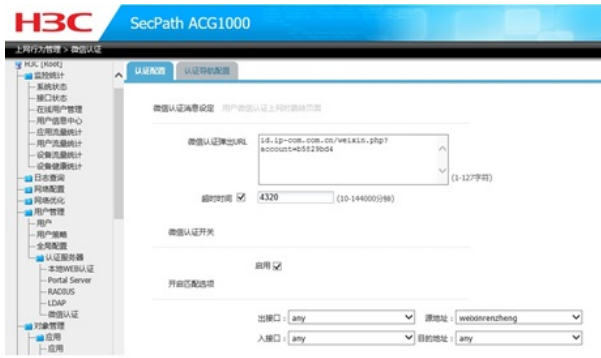 H3C SecPath ACG1000
上网行为管理 > 微信认证
H3C [Root]
监控统计
系统状态
接口状态
在线用户管理
用户信息中心
应用流量统计
用户流量统计
设备流量统计
设备健康统计
日志查询
网络配置
网络优化
用户管理
用户
用户策略
全局配置
认证服务器
本地WEB认证
Portal Server
RADIUS
LDAP
微信认证
对象管理
应用
应用
认证配置 认证导航配置
微信认证消息设定 用户微信认证上网时跳转页面
微信认证弹出URL
id.ip-com.com.cn/weixin.php?
account=b5823bd4
(1-127字符)
超时时间 4320 (10-144000分钟)
微信认证开关
启用
开启匹配选项
出接口： any 源地址： weixinrenzheng
入接口： any 目的地址： any